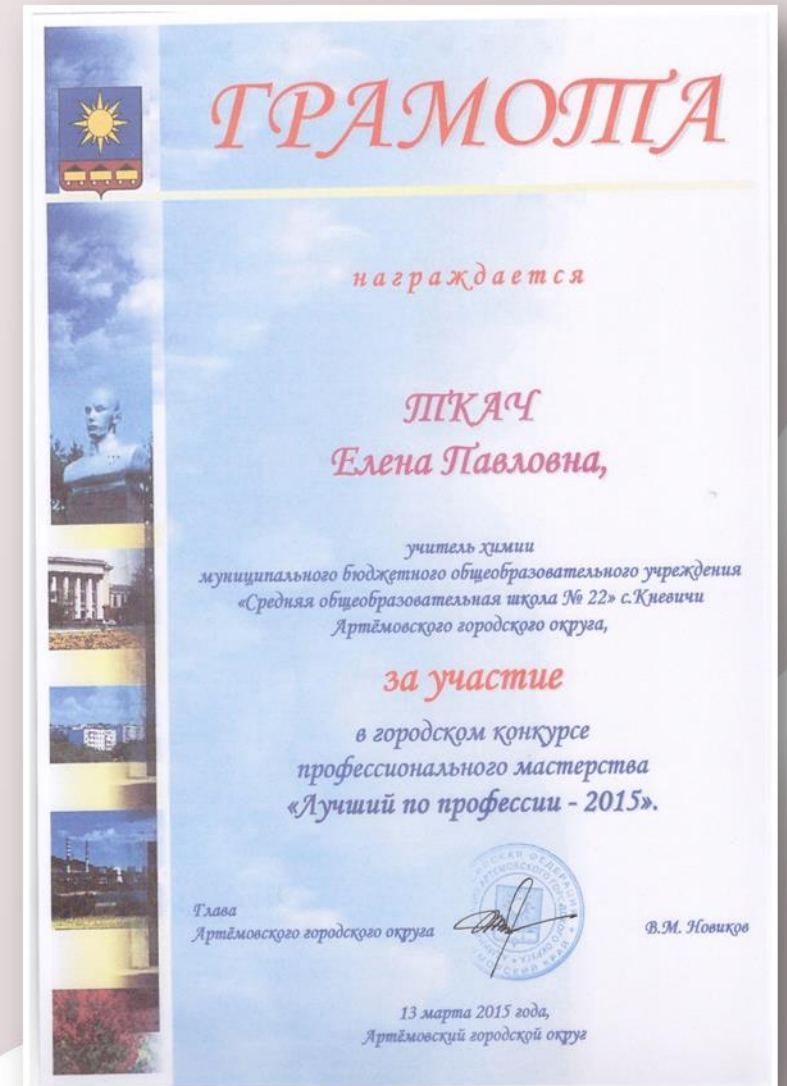 ГРАМОТА
награждается
ТКАЧ
Елена Павловна,
учитель химии
муниципального бюджетного общеобразовательного учреждения
«Средняя общеобразовательная школа № 22» с.Кневичи
Артёмовского городского округа,
за участие
в городском конкурсе
профессионального мастерства
«Лучший по профессии - 2015».
Глава
Артёмовского городского округа
В.М. Новиков
13 марта 2015 года,
Артёмовский городской округ